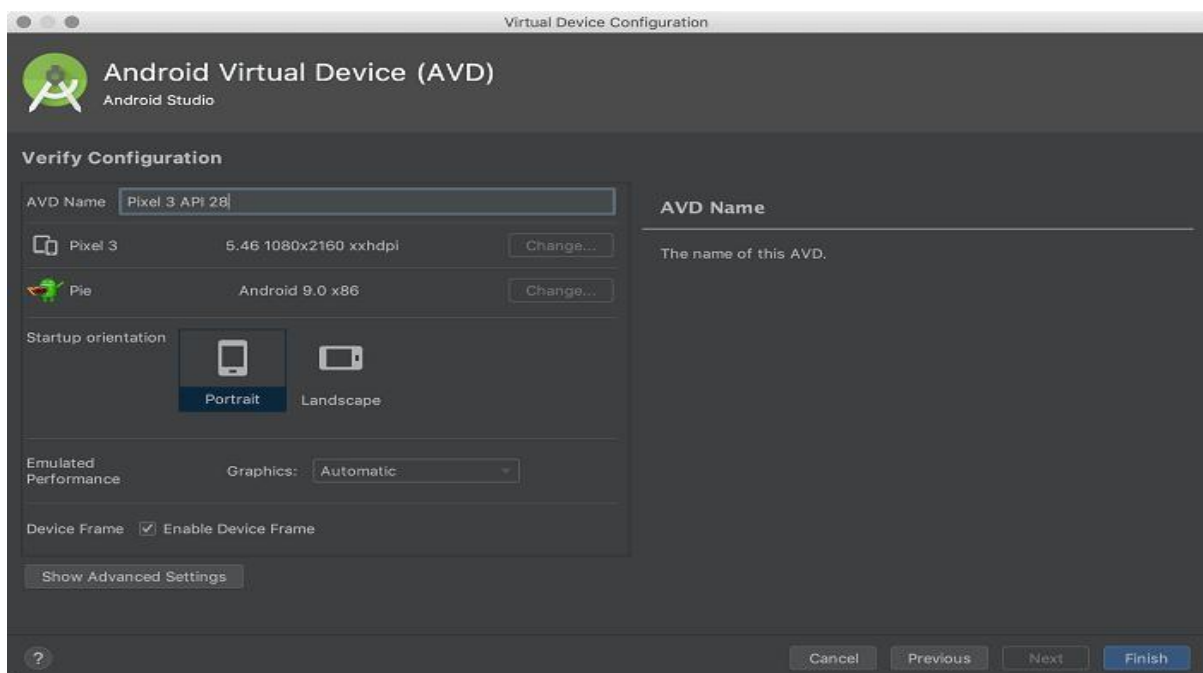 Virtual Device Configuration
Android Virtual Device (AVD)
Android Studio
Verify Configuration
AVD Name Pixel 3 API 28
Pixel 3 5.46 1080x2160 xxhdpi Change...
Pie Android 9.0 x86 Change...
Startup orientation
Portrait Landscape
Emulated
Performance
Graphics: Automatic
Device Frame Enable Device Frame
Show Advanced Settings
AVD Name
The name of this AVD.
? Cancel Previous Next Finish